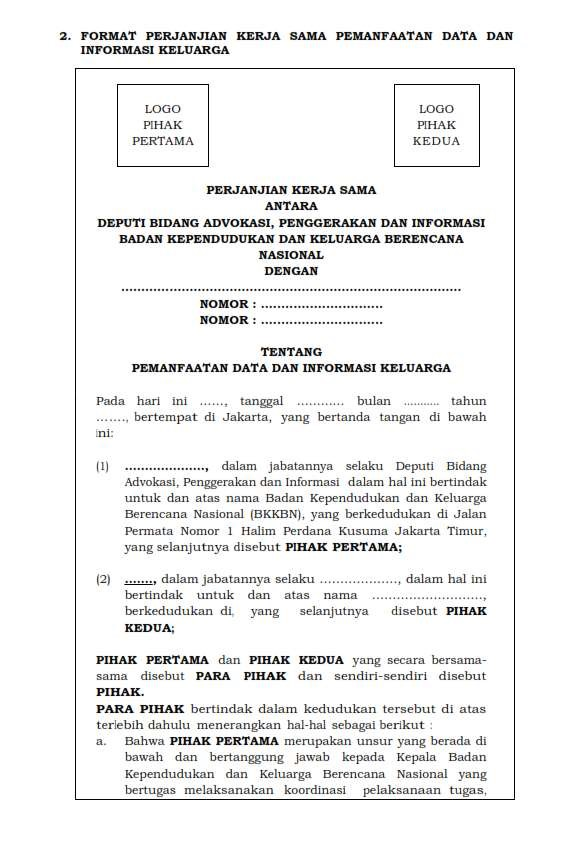 2. FORMAT PERJANJIAN KERJA SAMA PEMANFAATAN DATA DAN
INFORMASI KELUARGA
LOGO
PIHAK
PERTAMA
LOGO
PIHAK
KEDUA
PERJANJIAN KERJA SAMA
ANTARA
DEPUTI BIDANG ADVOKASI, PENGGERAKAN DAN INFORMASI
BADAN KEPENDUDUKAN DAN KELUARGA BERENCANA
NASIONAL
DENGAN
.....................................................................................
NOMOR : ..............................
NOMOR : ..............................
TENTANG
PEMANFAATAN DATA DAN INFORMASI KELUARGA
Pada hari ini ......, tanggal ............ bulan ........... tahun
......., bertempat di Jakarta, yang bertanda tangan di bawah
ini:
(1) ...................., dalam jabatannya selaku Deputi Bidang
Advokasi, Penggerakan dan Informasi dalam hal ini bertindak
untuk dan atas nama Badan Kependudukan dan Keluarga
Berencana Nasional (BKKBN), yang berkedudukan di Jalan
Permata Nomor 1 Halim Perdana Kusuma Jakarta Timur,
yang selanjutnya disebut PIHAK PERTAMA;
(2) ......., dalam jabatannya selaku ..................., dalam hal ini
bertindak untuk dan atas nama ...........................,
berkedudukan di, yang selanjutnya disebut PIHAK
KEDUA;
PIHAK PERTAMA dan PIHAK KEDUA yang secara bersama-
sama disebut PARA PIHAK dan sendiri-sendiri disebut
PIHAK.
PARA PIHAK bertindak dalam kedudukan tersebut di atas
terlebih dahulu menerangkan hal-hal sebagai berikut :
a. Bahwa PIHAK PERTAMA merupakan unsur yang berada di
bawah dan bertanggung jawab kepada Kepala Badan
Kependudukan dan Keluarga Berencana Nasional yang
bertugas melaksanakan koordinasi pelaksanaan tugas,